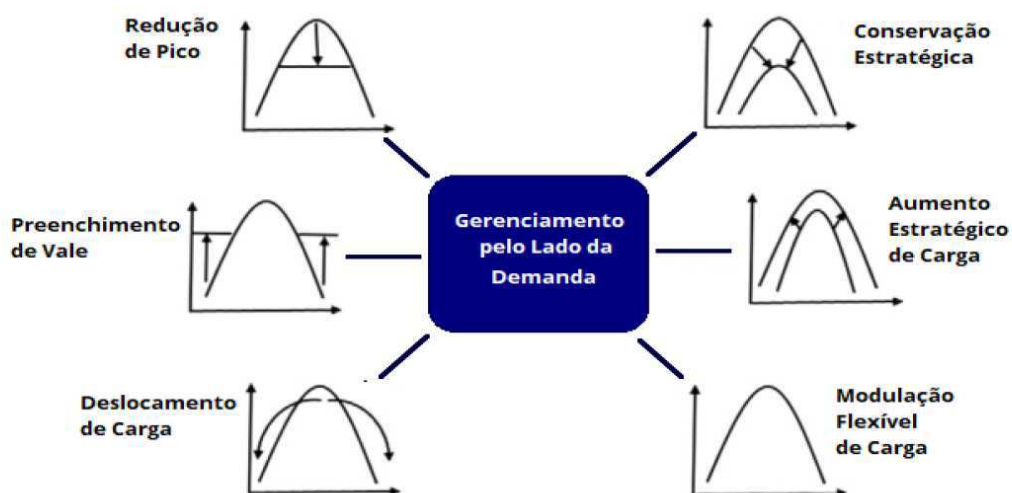 Redução
de Pico
Conservação
Estratégica
Preenchimento
de Vale
Gerenciamento
pelo Lado da
Demanda
Aumento
Estratégico
de Carga
Deslocamento
de Carga
Modulação
Flexível
de Carga